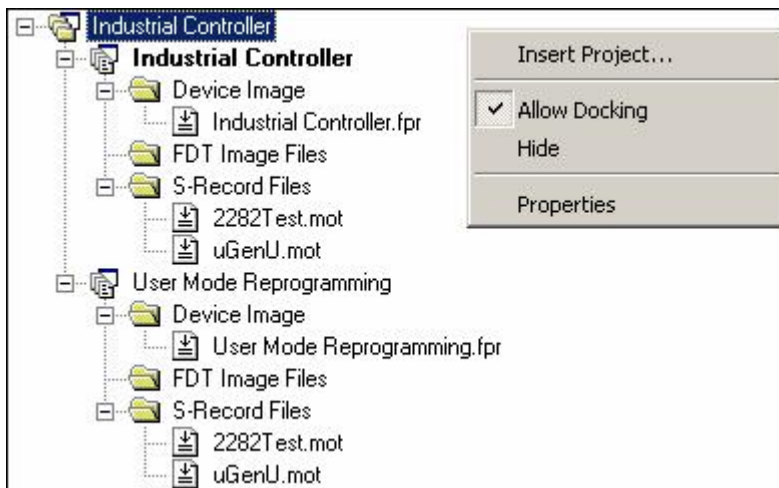 Industrial Controller
Industrial Controller
Device Image
Industrial Controller.fpr
FDT Image Files
S-Record Files
2282Test.mot
uGenU.mot
User Mode Reprogramming
Device Image
User Mode Reprogramming.fpr
FDT Image Files
S-Record Files
2282Test.mot
uGenU.mot
Insert Project...
Allow Docking
Hide
Properties